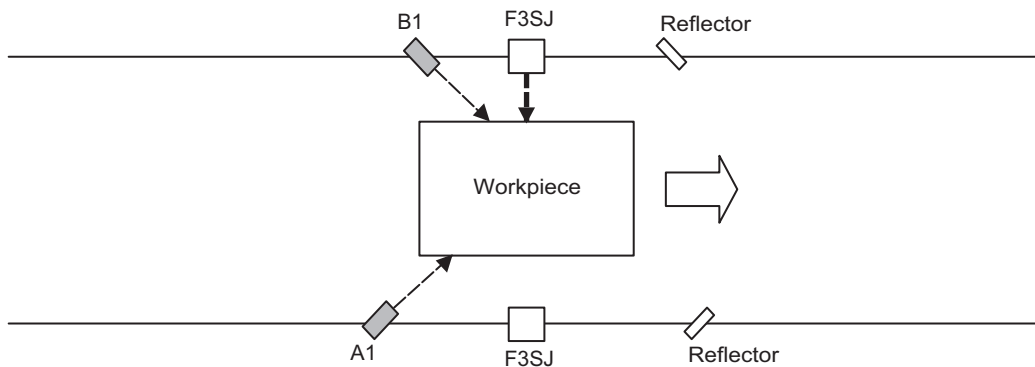 B1
F3SJ
Reflector
Workpiece
A1
F3SJ
Reflector